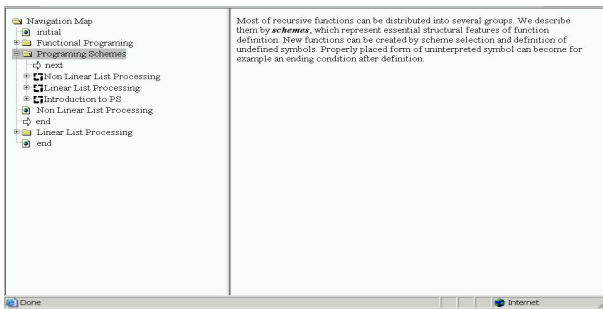 Navigation Map
initial
Functional Programing
Programing Schemes
next
Non Linear List Processing
Linear List Processing
Introduction to PS
Non Linear List Processing
end
Linear List Processing
end
Most of recursive functions can be distributed into several groups. We describe
them by schemes, which represent essential structural features of function
definition. New functions can be created by scheme selection and definition of
undefined symbols. Properly placed form of uninterpreted symbol can become for
example an ending condition after definition.
Done
Internet